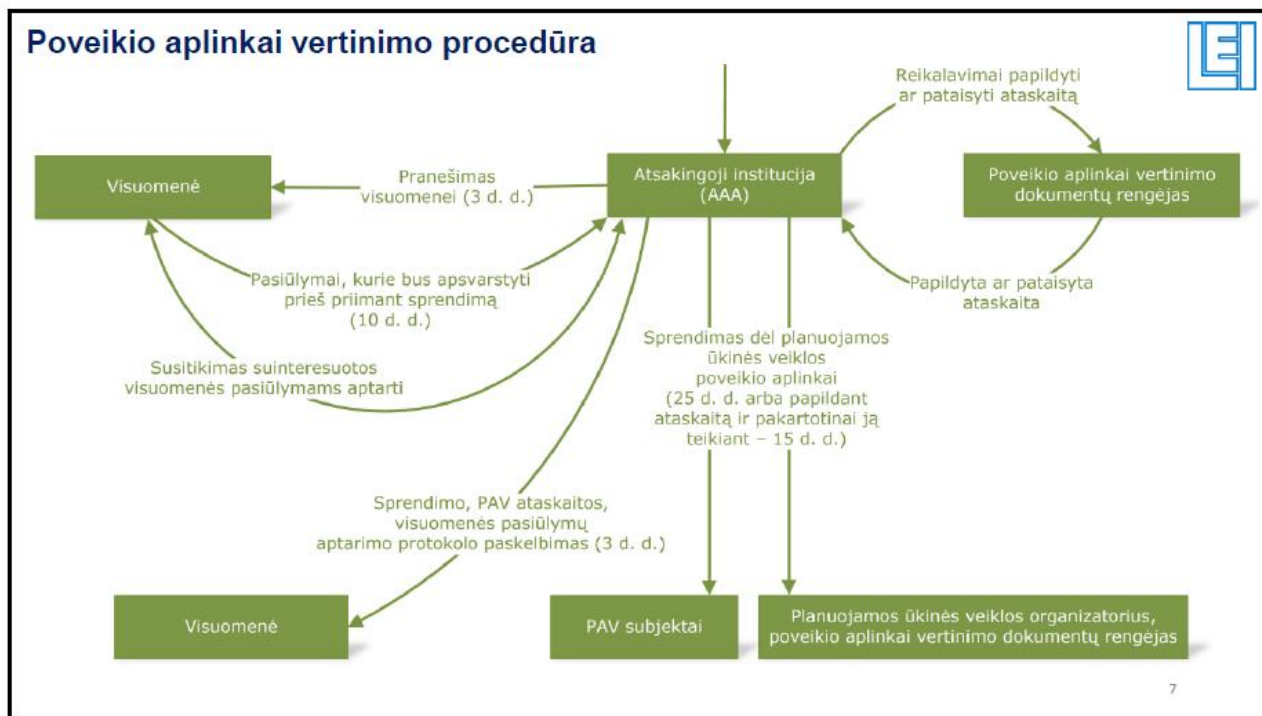 Poveikio aplinkai vertinimo procedūra
LEI
Reikalavimai papildyti
ar pataisyti ataskaitą
Visuomenė
Pranešimas
visuomenei (3 d. d.)
Atsakingoji institucija
(AAA)
Poveikio aplinkai vertinimo
dokumentų rengėjas
Pasiūlymai, kurie bus apsvarstyti
prieš priimant sprendimą
(10 d. d.)
Papildyta ar pataisyta
ataskaita
Susitikimas suinteresuotos
visuomenės pasiūlymams aptarti
Sprendimas dėl planuojamos
ūkinės veiklos
poveikio aplinkai
(25 d. d. arba papildant
ataskaitą ir pakartotinai ją
teikiant – 15 d. d.)
Sprendimo, PAV ataskaitos,
visuomenės pasiūlymų
aptarimo protokolo paskelbimas (3 d. d.)
Visuomenė
PAV subjektai
Planuojamos ūkinės veiklos organizatorius,
poveikio aplinkai vertinimo dokumentų rengėjas
7